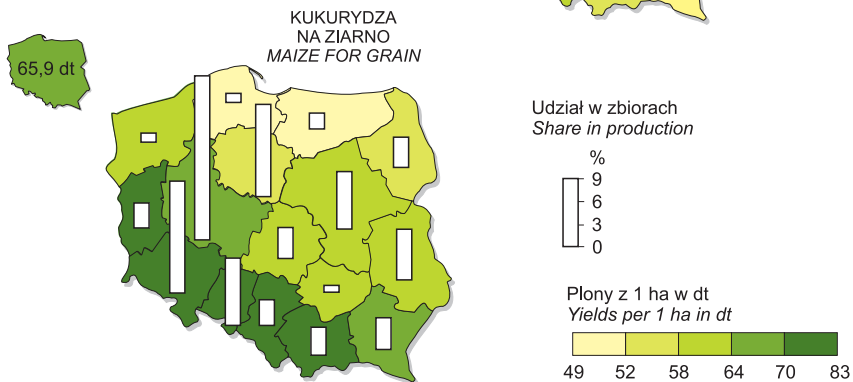 KUKURYDZA
NA ZIARNO
MAIZE FOR GRAIN
65,9 dt
Udział w zbiorach
Share in production
%
9
6
3
0
Plony z 1 ha w dt
Yields per 1 ha in dt
49 52 58 64 70 83